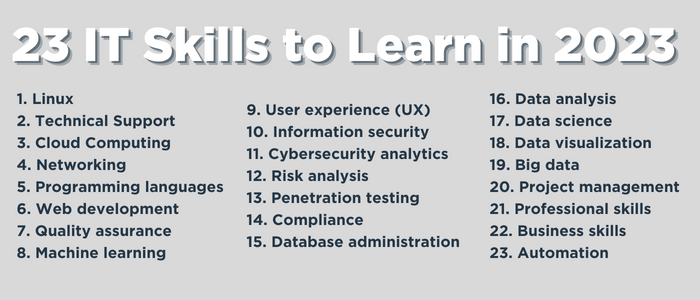 23 IT Skills to Learn in 2023
1. Linux
2. Technical Support
3. Cloud Computing
4. Networking
5. Programming languages
6. Web development
7. Quality assurance
8. Machine learning
9. User experience (UX)
10. Information security
11. Cybersecurity analytics
12. Risk analysis
13. Penetration testing
14. Compliance
15. Database administration
16. Data analysis
17. Data science
18. Data visualization
19. Big data
20. Project management
21. Professional skills
22. Business skills
23. Automation